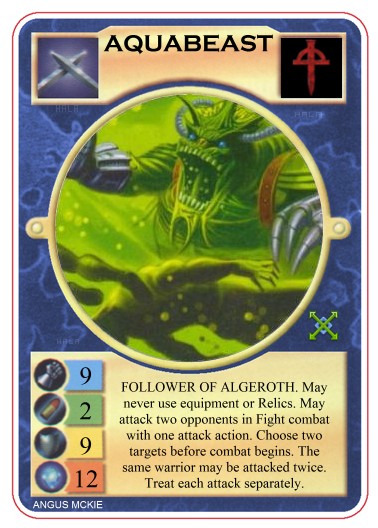 AQUABEAST
9
2
9
12
FOLLOWER OF ALGEROTH. May
never use equipment or Relics. May
attack two opponents in Fight combat
with one attack action. Choose two
targets before combat begins. The
same warrior may be attacked twice.
Treat each attack separately.
ANGUS MCKIE